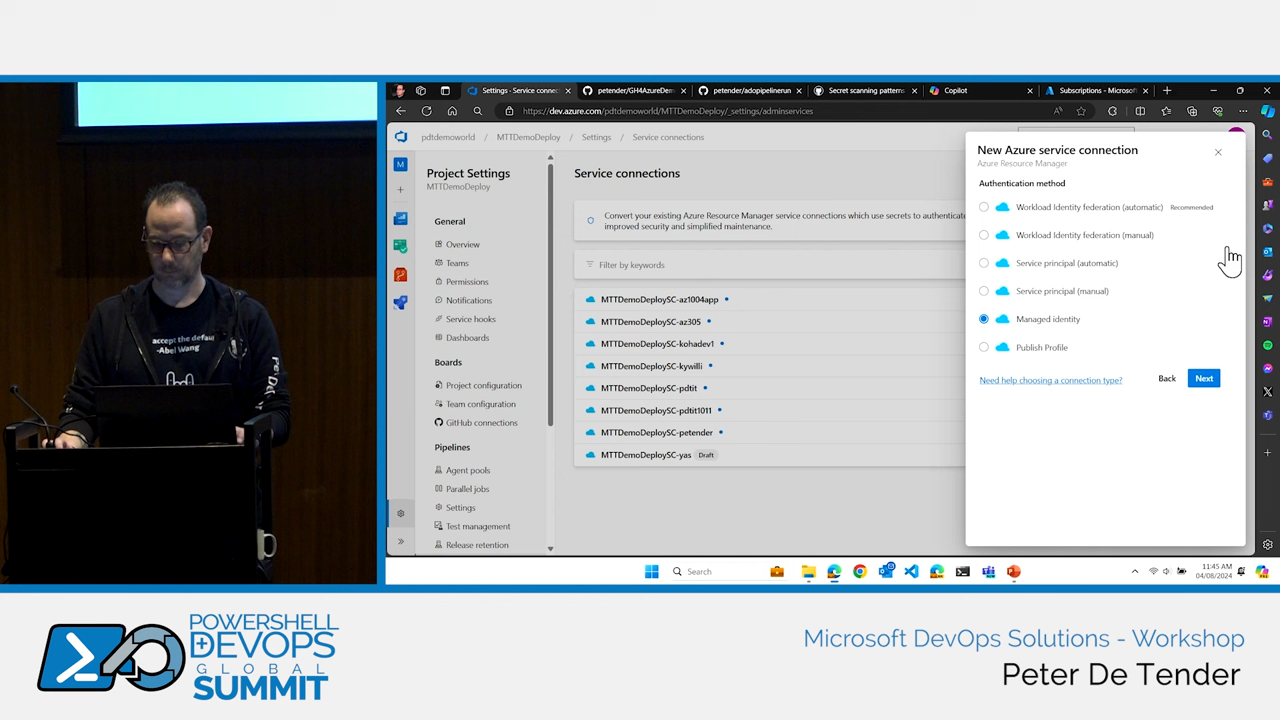 accept the defau
-Abel Wang
Settings - Service connec
petender/GH4AzureDem
petender/adopipelinerun
Secret scanning patterns
Copilot
Subscriptions - Microsof
https://dev.azure.com/pdtdemoworld/MTTDemoDeploy/_settings/adminservices
pdtdemoworld / MTTDemoDeploy / Settings / Service connections
M
Project Settings
MTTDemoDeploy
General
Overview
Teams
Permissions
Notifications
Service hooks
Dashboards
Boards
Project configuration
Team configuration
GitHub connections
Pipelines
Agent pools
Parallel jobs
Settings
Test management
Release retention
Service connections
Convert your existing Azure Resource Manager service connections which use secrets to authenticate
improved security and simplified maintenance.
Filter by keywords
MTTDemoDeploySC-az1004app
MTTDemoDeploySC-az305
MTTDemoDeploySC-kohadev1
MTTDemoDeploySC-kywilli
MTTDemoDeploySC-pdtit
MTTDemoDeploySC-pdtit1011
MTTDemoDeploySC-petender
MTTDemoDeploySC-yas Draft
New Azure service connection
Azure Resource Manager
Authentication method
Workload Identity federation (automatic) Recommended
Workload Identity federation (manual)
Service principal (automatic)
Service principal (manual)
Managed identity
Publish Profile
Need help choosing a connection type?
Back
Next
Search
11:45 AM
04/08/2024
POWERSHELL
+ DEVOPS
GLOBAL
SUMMIT
Microsoft DevOps Solutions - Workshop
Peter De Tender